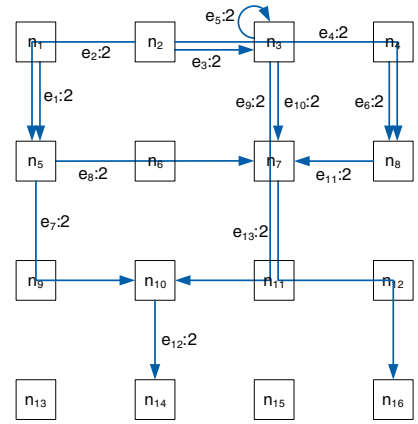 e₅:2
e₄:2
n₁
n₂
n₃
n₄
e₂:2
e₃:2
e₁:2
e₉:2
e₁₀:2
e₆:2
n₅
n₆
n₇
n₈
e₈:2
e₁₁:2
e₇:2
e₁₃:2
n₉
n₁₀
n₁₁
n₁₂
e₁₂:2
n₁₃
n₁₄
n₁₅
n₁₆